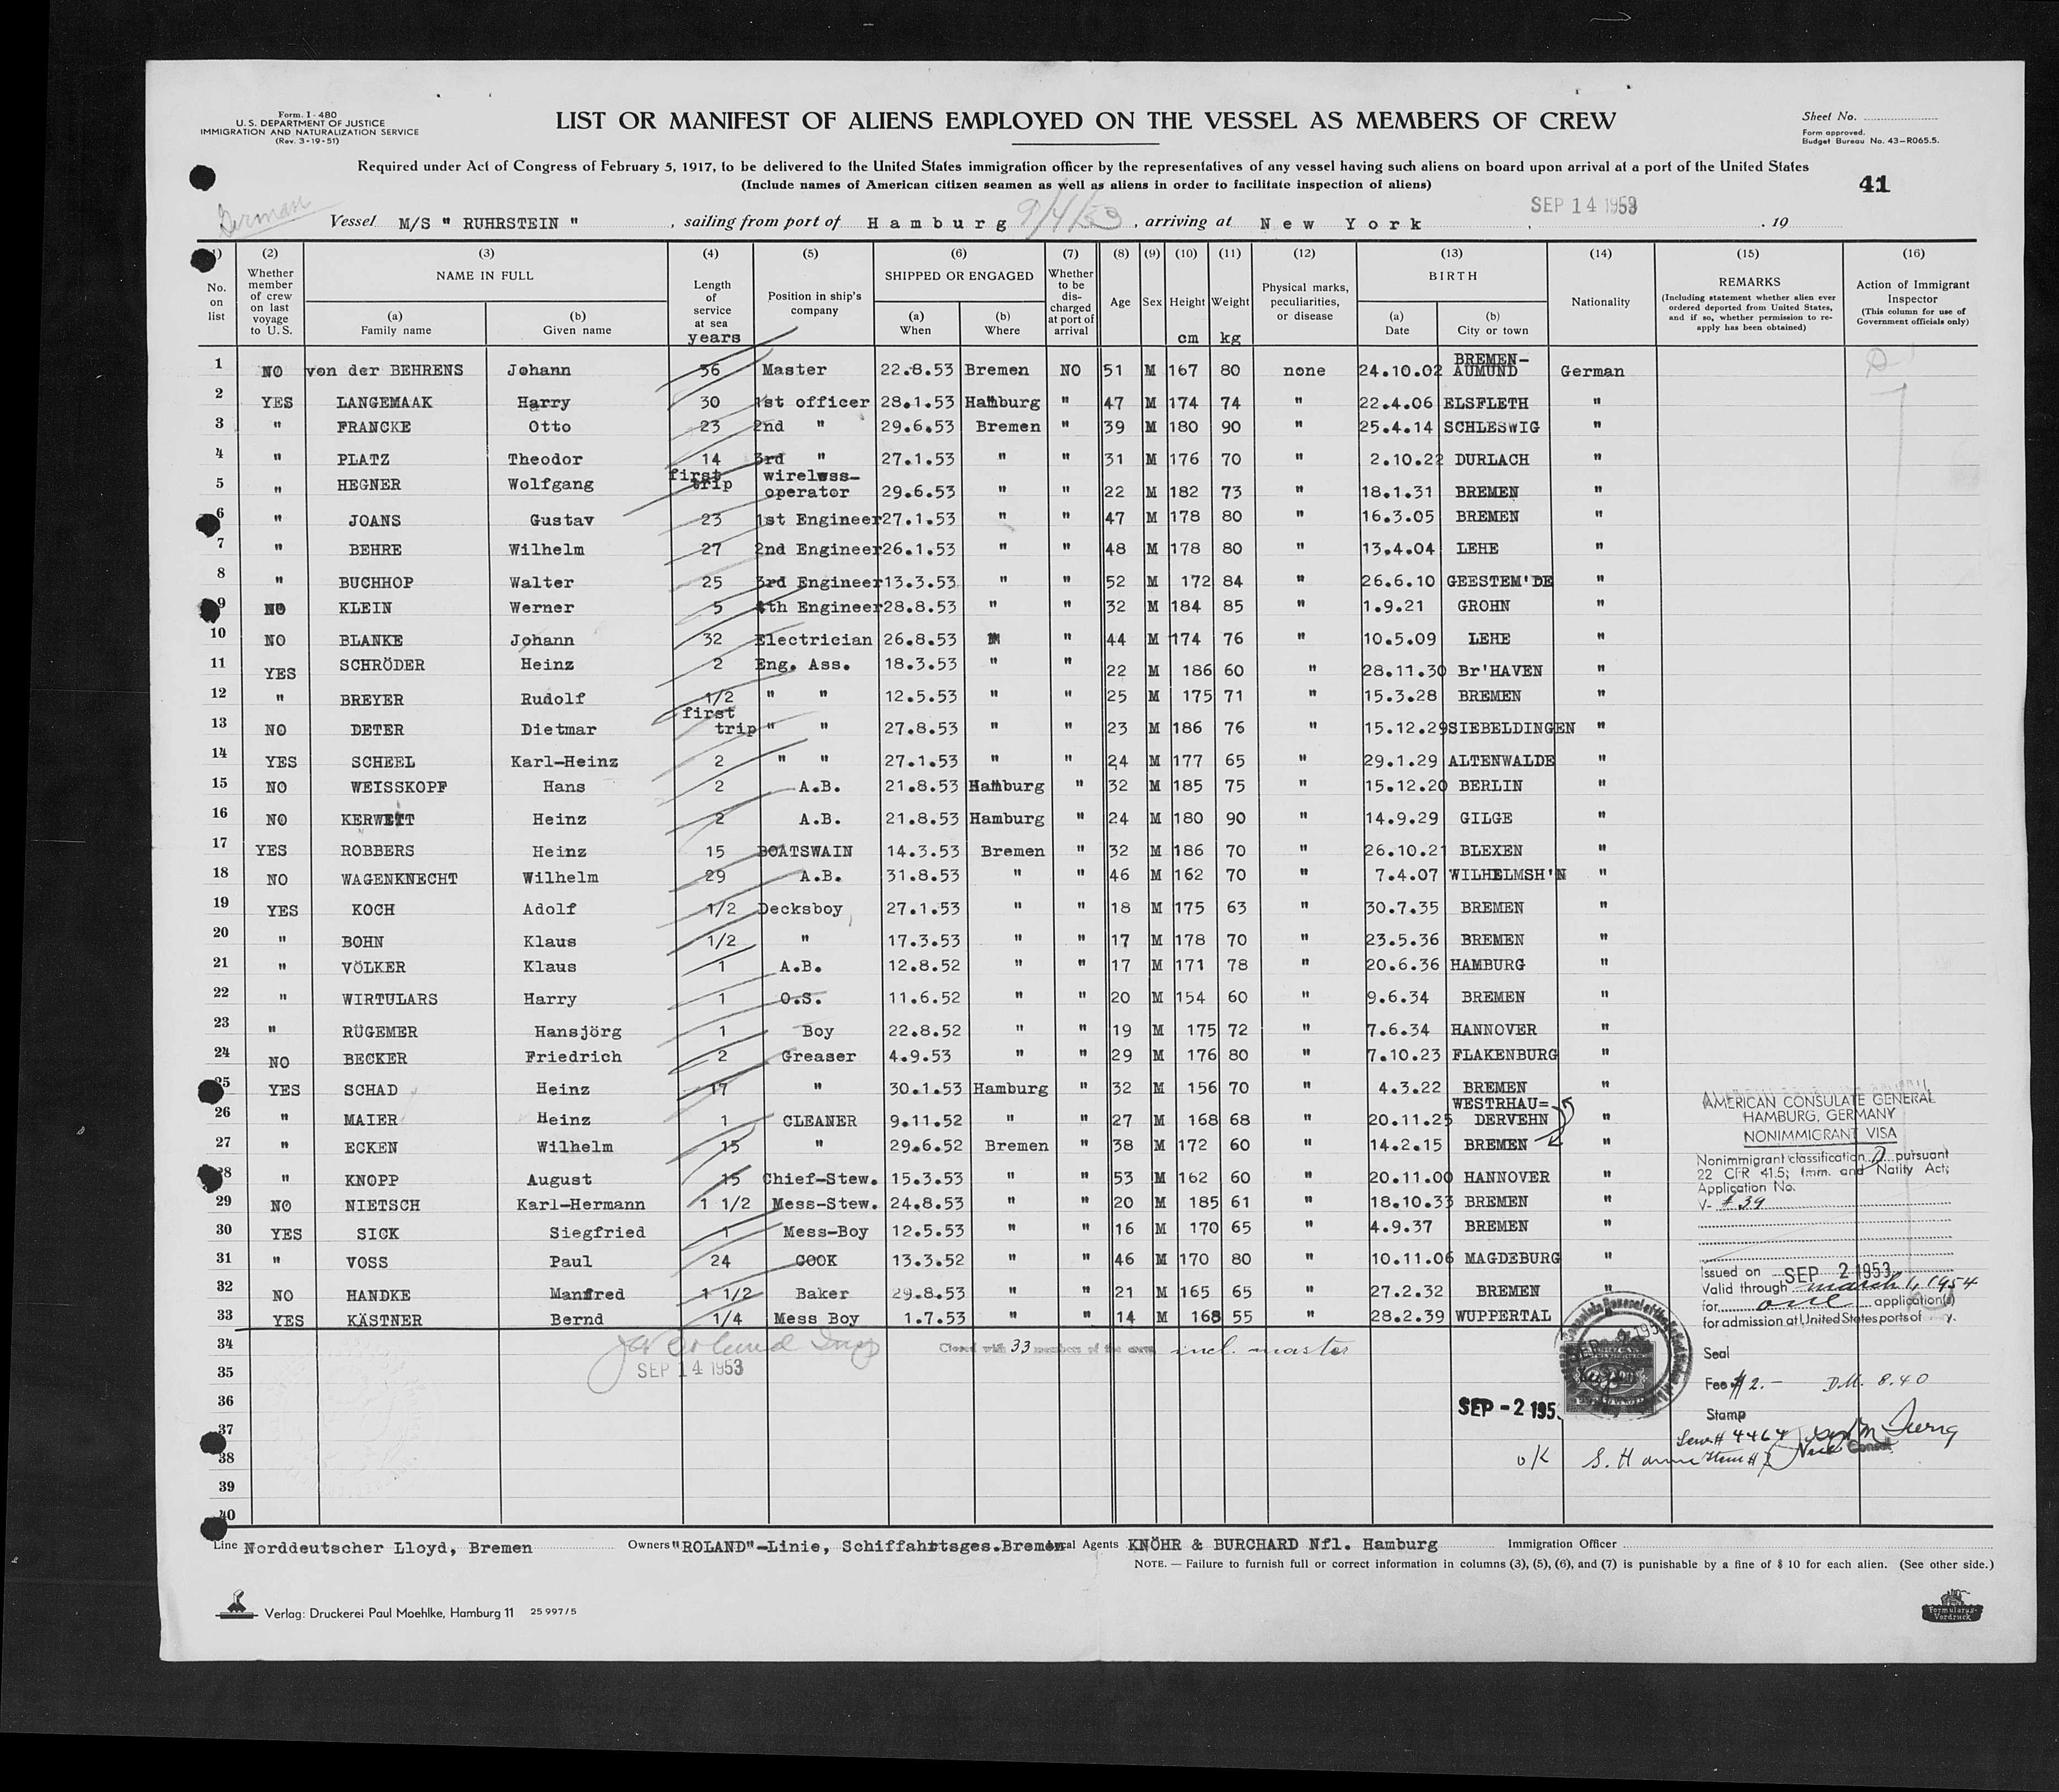 Form. I-480
U.S. DEPARTMENT OF JUSTICE
IMMIGRATION AND NATURALIZATION SERVICE
(Rev. 3-19-51)
LIST OR MANIFEST OF ALIENS EMPLOYED ON THE VESSEL AS MEMBERS OF CREW
Sheet No.
Form approved.
Budget Bureau No. 43—R065.5.
Required under Act of Congress of February 5, 1917, to be delivered to the United States immigration officer by the representatives of any vessel having such aliens on board upon arrival at a port of the United States
(Include names of American citizen seamen as well as aliens in order to facilitate inspection of aliens)
41
German
Vessel M/S " RUHRSTEIN " , sailing from port of Hamburg 9/4/53 , arriving at New York , SEP 14 1953 . 19
(1) (2) (3) (4) (5) (6) (7) (8) (9) (10) (11) (12) (13) (14) (15) (16)
No. on list
Whether member of crew on last voyage to U.S.
NAME IN FULL
(a) Family name
(b) Given name
Length of service at sea years
Position in ship's company
SHIPPED OR ENGAGED
(a) When
(b) Where
Whether to be dis-charged at port of arrival
Age
Sex
Height cm
Weight kg
Physical marks, peculiarities, or disease
BIRTH
(a) Date
(b) City or town
Nationality
REMARKS
(Including statement whether alien ever ordered deported from United States, and if so, whether permission to re-apply has been obtained)
Action of Immigrant Inspector
(This column for use of Government officials only)
1 NO von der BEHRENS Johann 36 Master 22.8.53 Bremen NO 51 M 167 80 none 24.10.02 BREMEN-AUMUND German
2 YES LANGEMAAK Harry 30 1st officer 28.1.53 Hamburg " 47 M 174 74 " 22.4.06 ELSFLETH "
3 " FRANCKE Otto 23 2nd " 29.6.53 Bremen " 39 M 180 90 " 25.4.14 SCHLESWIG "
4 " PLATZ Theodor 14 3rd " 27.1.53 " " 31 M 176 70 " 2.10.22 DURLACH "
5 " HEGNER Wolfgang first trip wirelwss-operator 29.6.53 " " 22 M 182 73 " 18.1.31 BREMEN "
6 " JOANS Gustav 23 1st Engineer 27.1.53 " " 47 M 178 80 " 16.3.05 BREMEN "
7 " BEHRE Wilhelm 27 2nd Engineer 26.1.53 " " 48 M 178 80 " 13.4.04 LEHE "
8 " BUCHHOP Walter 25 3rd Engineer 13.3.53 " " 52 M 172 84 " 26.6.10 GEESTEM'DE "
9 NO KLEIN Werner 5 4th Engineer 28.8.53 " " 32 M 184 85 " 1.9.21 GROHN "
10 NO BLANKE Johann 32 Electrician 26.8.53 " " 44 M 174 76 " 10.5.09 LEHE "
11 YES SCHRÖDER Heinz 2 Eng. Ass. 18.3.53 " " 22 M 186 60 " 28.11.30 Br'HAVEN "
12 " BREYER Rudolf 1/2 " " 12.5.53 " " 25 M 175 71 " 15.3.28 BREMEN "
13 NO DETER Dietmar first trip " " 27.8.53 " " 23 M 186 76 " 15.12.29 SIEBELDINGEN "
14 YES SCHEEL Karl-Heinz 2 " " 27.1.53 " " 24 M 177 65 " 29.1.29 ALTENWALDE "
15 NO WEISSKOPF Hans 2 A.B. 21.8.53 Hamburg " 32 M 185 75 " 15.12.20 BERLIN "
16 NO KERWETT Heinz 2 A.B. 21.8.53 Hamburg " 24 M 180 90 " 14.9.29 GILGE "
17 YES ROBBERS Heinz 15 BOATSWAIN 14.3.53 Bremen " 32 M 186 70 " 26.10.21 BLEXEN "
18 NO WAGENKNECHT Wilhelm 29 A.B. 31.8.53 " " 46 M 162 70 " 7.4.07 WILHELMSH'N "
19 YES KOCH Adolf 1/2 Decksboy 27.1.53 " " 18 M 175 63 " 30.7.35 BREMEN "
20 " BOHN Klaus 1/2 " 17.3.53 " " 17 M 178 70 " 23.5.36 BREMEN "
21 " VÖLKER Klaus 1 A.B. 12.8.52 " " 17 M 171 78 " 20.6.36 HAMBURG "
22 " WIRTULARS Harry 1 O.S. 11.6.52 " " 20 M 154 60 " 9.6.34 BREMEN "
23 " RÜGEMER Hansjörg 1 Boy 22.8.52 " " 19 M 175 72 " 7.6.34 HANNOVER "
24 NO BECKER Friedrich 2 Greaser 4.9.53 " " 29 M 176 80 " 7.10.23 FLAKENBURG "
25 YES SCHAD Heinz 17 " 30.1.53 Hamburg " 32 M 156 70 " 4.3.22 BREMEN "
26 " MAIER Heinz 1 CLEANER 9.11.52 " " 27 M 168 68 " 20.11.25 WESTRHAU=DERVEHN "
27 " ECKEN Wilhelm 15 " 29.6.52 Bremen " 38 M 172 60 " 14.2.15 BREMEN "
28 " KNOPP August 15 Chief-Stew. 15.3.53 " " 53 M 162 60 " 20.11.00 HANNOVER "
29 NO NIETSCH Karl-Hermann 1 1/2 Mess-Stew. 24.8.53 " " 20 M 185 61 " 18.10.33 BREMEN "
30 YES SICK Siegfried 1 Mess-Boy 12.5.53 " " 16 M 170 65 " 4.9.37 BREMEN "
31 " VOSS Paul 24 COOK 13.3.52 " " 46 M 170 80 " 10.11.06 MAGDEBURG "
32 NO HANDKE Manfred 1 1/2 Baker 29.8.53 " " 21 M 165 65 " 27.2.32 BREMEN "
33 YES KÄSTNER Bernd 1/4 Mess Boy 1.7.53 " " 14 M 168 55 " 28.2.39 WUPPERTAL "
34 Closed with 33 members of the crew incl. master
35 SEP 14 1953
36
37
38
39
40
AMERICAN CONSULATE GENERAL
HAMBURG, GERMANY
NONIMMIGRANT VISA
Nonimmigrant classification D pursuant
22 CFR 41.5; Imm. and Natlity Act;
Application No.
V- # 39
Issued on SEP 2 1953
Valid through march 1, 1954
for one application(s)
for admission at United States ports of
Seal
Fee $ 2.- D.M. 8.40
Stamp
SEP - 2 195
Serv# 4464
Vice Consul
o/K
Line Norddeutscher Lloyd, Bremen Owners "ROLAND"-Linie, Schiffahrtsges.Bremen Local Agents KNÖHR & BURCHARD Nfl. Hamburg Immigration Officer
NOTE. — Failure to furnish full or correct information in columns (3), (5), (6), and (7) is punishable by a fine of $ 10 for each alien. (See other side.)
Verlag: Druckerei Paul Moehlke, Hamburg 11 25 997/5
Formulare-Vordruck